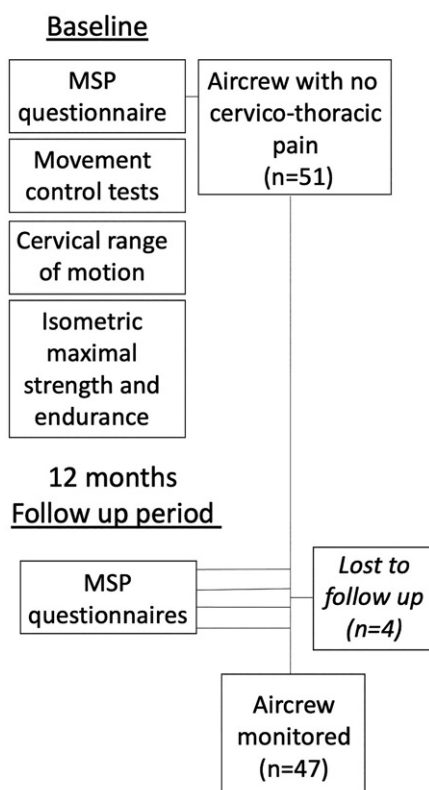 Baseline
MSP
questionnaire
Aircrew with no
cervico-thoracic
pain
(n=51)
Movement
control tests
Cervical range
of motion
Isometric
maximal
strength and
endurance
12 months
Follow up period
MSP
questionnaires
Lost to
follow up
(n=4)
Aircrew
monitored
(n=47)